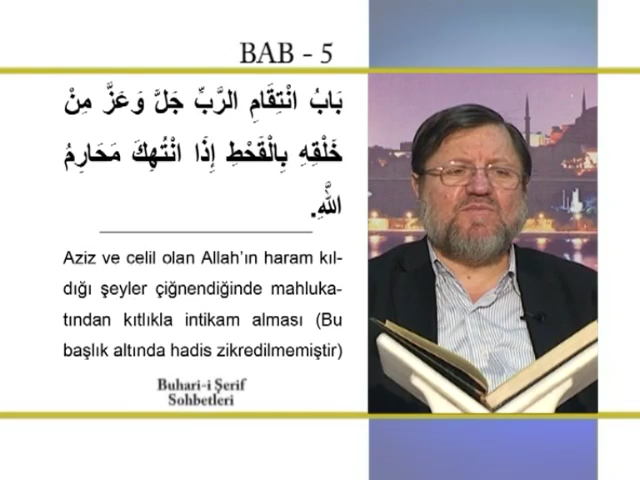 BAB - 5
بَابُ انْتِقَامِ الرَّبِّ جَلَّ وَعَزَّ مِنْ
خَلْقِهِ بِالْقَحْطِ إِذَا انْتُهِكَ مَحَارِمُ
اللَّهِ.
Aziz ve celil olan Allah'ın haram kıl-
dığı şeyler çiğnendiğinde mahluka-
tından kıtlıkla intikam alması (Bu
başlık altında hadis zikredilmemiştir)
Buhari-i Şerif
Sohbetleri